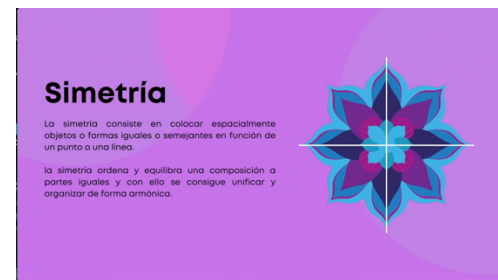 Simetría
La simetría consiste en colocar espacialmente
objetos o formas iguales o semejantes en función de
un punto o una línea.
la simetría ordena y equilibra una composición a
partes iguales y con ello se consigue unificar y
organizar de forma armónica.